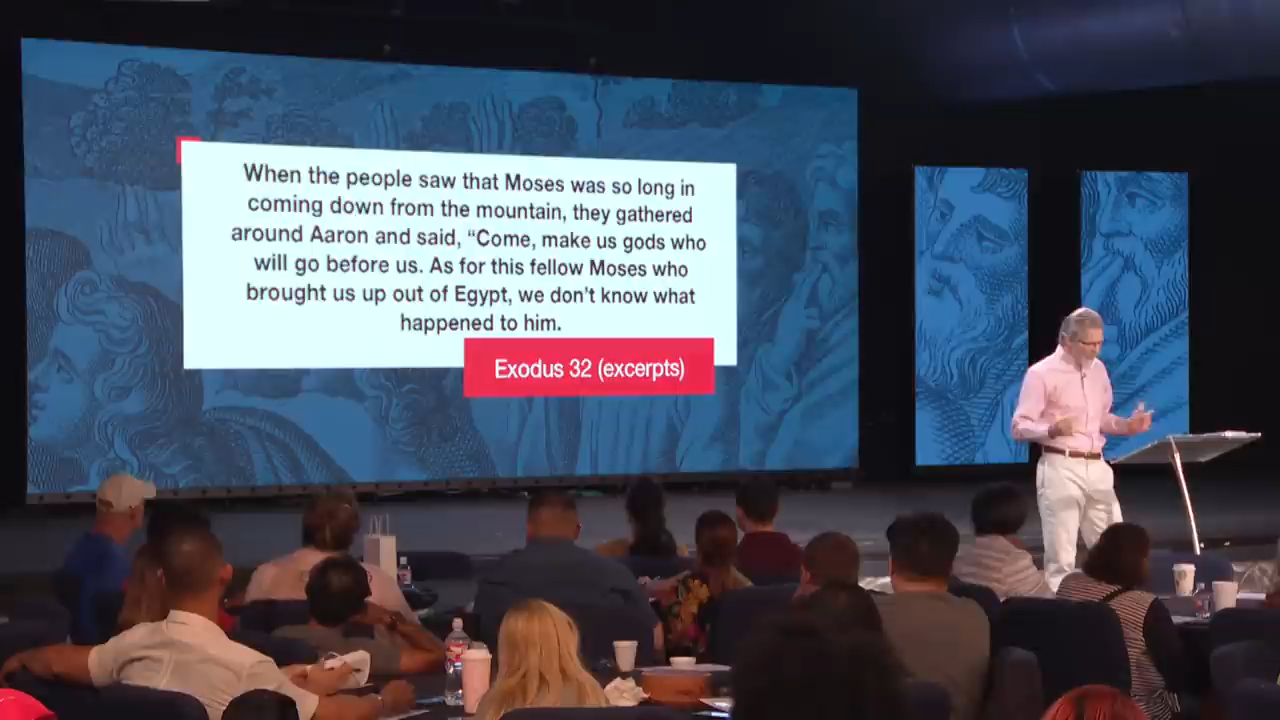 When the people saw that Moses was so long in
coming down from the mountain, they gathered
around Aaron and said, “Come, make us gods who
will go before us. As for this fellow Moses who
brought us up out of Egypt, we don’t know what
happened to him.
Exodus 32 (excerpts)